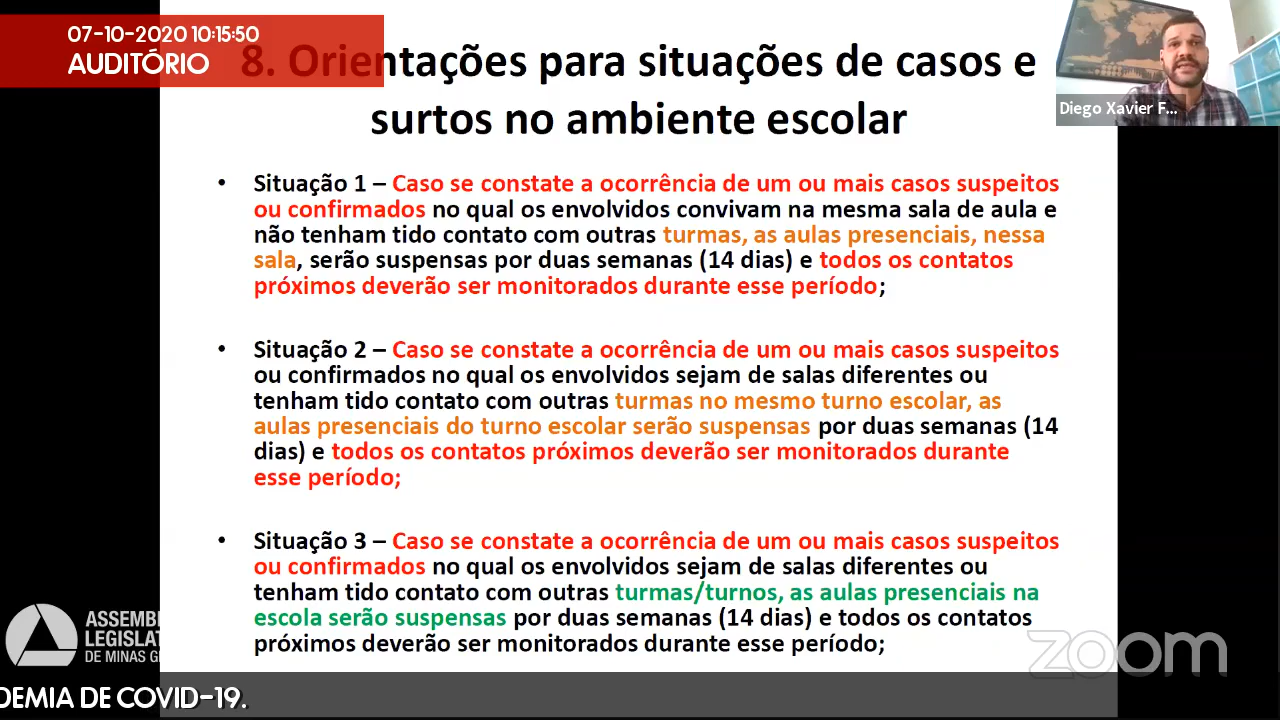 07-10-2020 10:15:50
AUDITÓRIO
8. Orientações para situações de casos e
surtos no ambiente escolar
Diego Xavier F...
• Situação 1 – Caso se constate a ocorrência de um ou mais casos suspeitos
ou confirmados no qual os envolvidos convivam na mesma sala de aula e
não tenham tido contato com outras turmas, as aulas presenciais, nessa
sala, serão suspensas por duas semanas (14 dias) e todos os contatos
próximos deverão ser monitorados durante esse período;
• Situação 2 – Caso se constate a ocorrência de um ou mais casos suspeitos
ou confirmados no qual os envolvidos sejam de salas diferentes ou
tenham tido contato com outras turmas no mesmo turno escolar, as
aulas presenciais do turno escolar serão suspensas por duas semanas (14
dias) e todos os contatos próximos deverão ser monitorados durante
esse período;
• Situação 3 – Caso se constate a ocorrência de um ou mais casos suspeitos
ou confirmados no qual os envolvidos sejam de salas diferentes ou
tenham tido contato com outras turmas/turnos, as aulas presenciais na
escola serão suspensas por duas semanas (14 dias) e todos os contatos
próximos deverão ser monitorados durante esse período;
ASSEMBL
LEGISLAT
DE MINAS GE
zoom
DEMIA DE COVID-19.